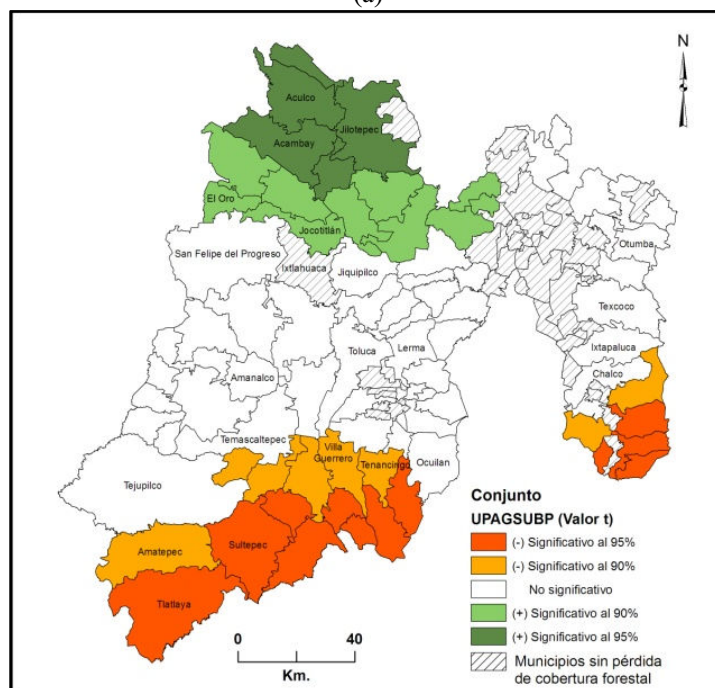 (a)
N
Aculco
Acambay
Jilotepec
El Oro
Jocotitlán
San Felipe del Progreso
Ixtlahuaca
Jiquipilco
Otumba
Texcoco
Ixtapaluca
Chalco
Toluca
Lerma
Amanalco
Temascaltepec
Villa
Guerrero
Tenancingo
Ocuilan
Tejupilco
Amatepec
Sultepec
Tlatlaya
0
40
Km.
Conjunto
UPAGSUBP (Valor t)
(-) Significativo al 95%
(-) Significativo al 90%
No significativo
(+) Significativo al 90%
(+) Significativo al 95%
Municipios sin pérdida
de cobertura forestal